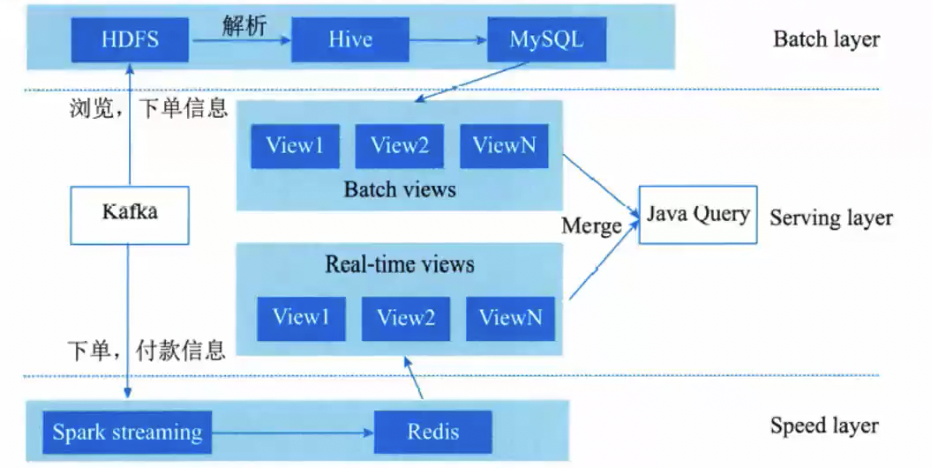 HDFS
解析
Hive
MySQL
Batch layer
浏览，下单信息
View1
View2
ViewN
Batch views
Kafka
Merge
Java Query
Serving layer
Real-time views
View1
View2
ViewN
下单，付款信息
Spark streaming
Redis
Speed layer